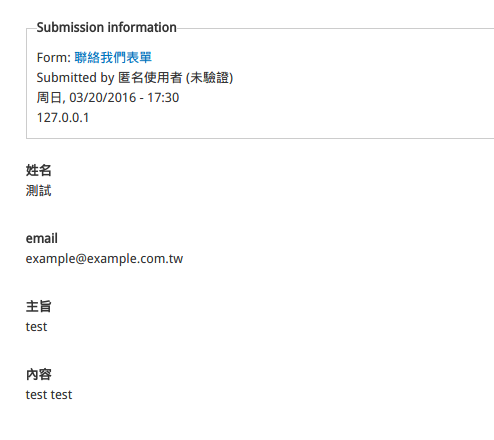 Submission information
Form: 聯絡我們表單
Submitted by 匿名使用者 (未驗證)
周日, 03/20/2016 - 17:30
127.0.0.1
姓名
測試
email
example@example.com.tw
主旨
test
內容
test test